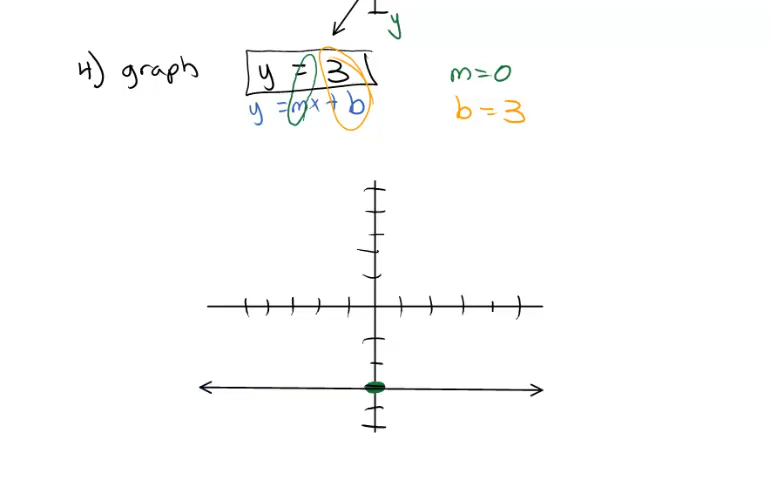 y
4) graph y = 3 m=0
y = mx + b b = 3